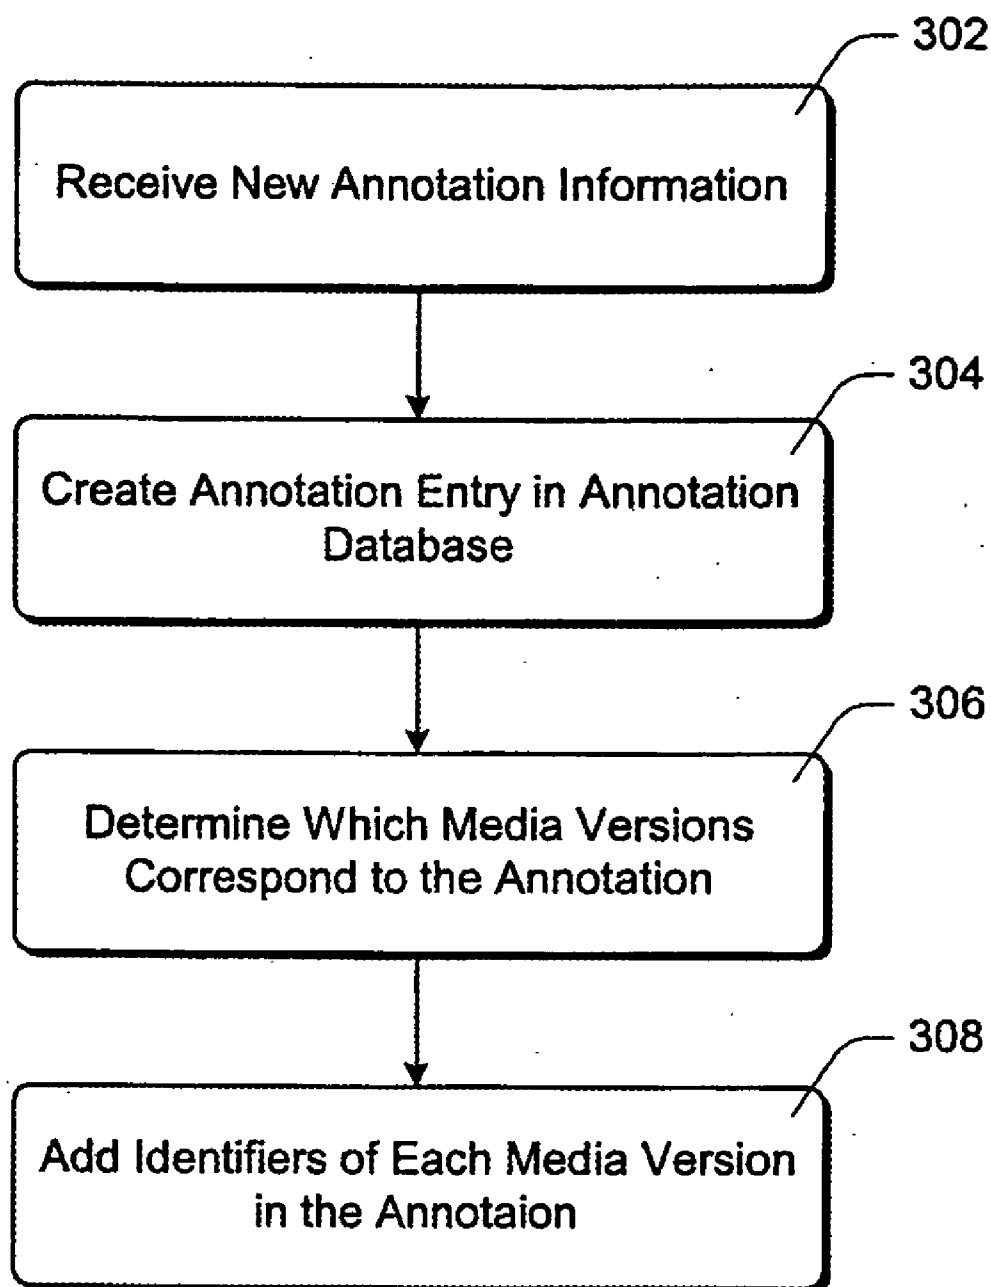 302
Receive New Annotation Information
304
Create Annotation Entry in Annotation
Database
306
Determine Which Media Versions
Correspond to the Annotation
308
Add Identifiers of Each Media Version
in the Annotaion